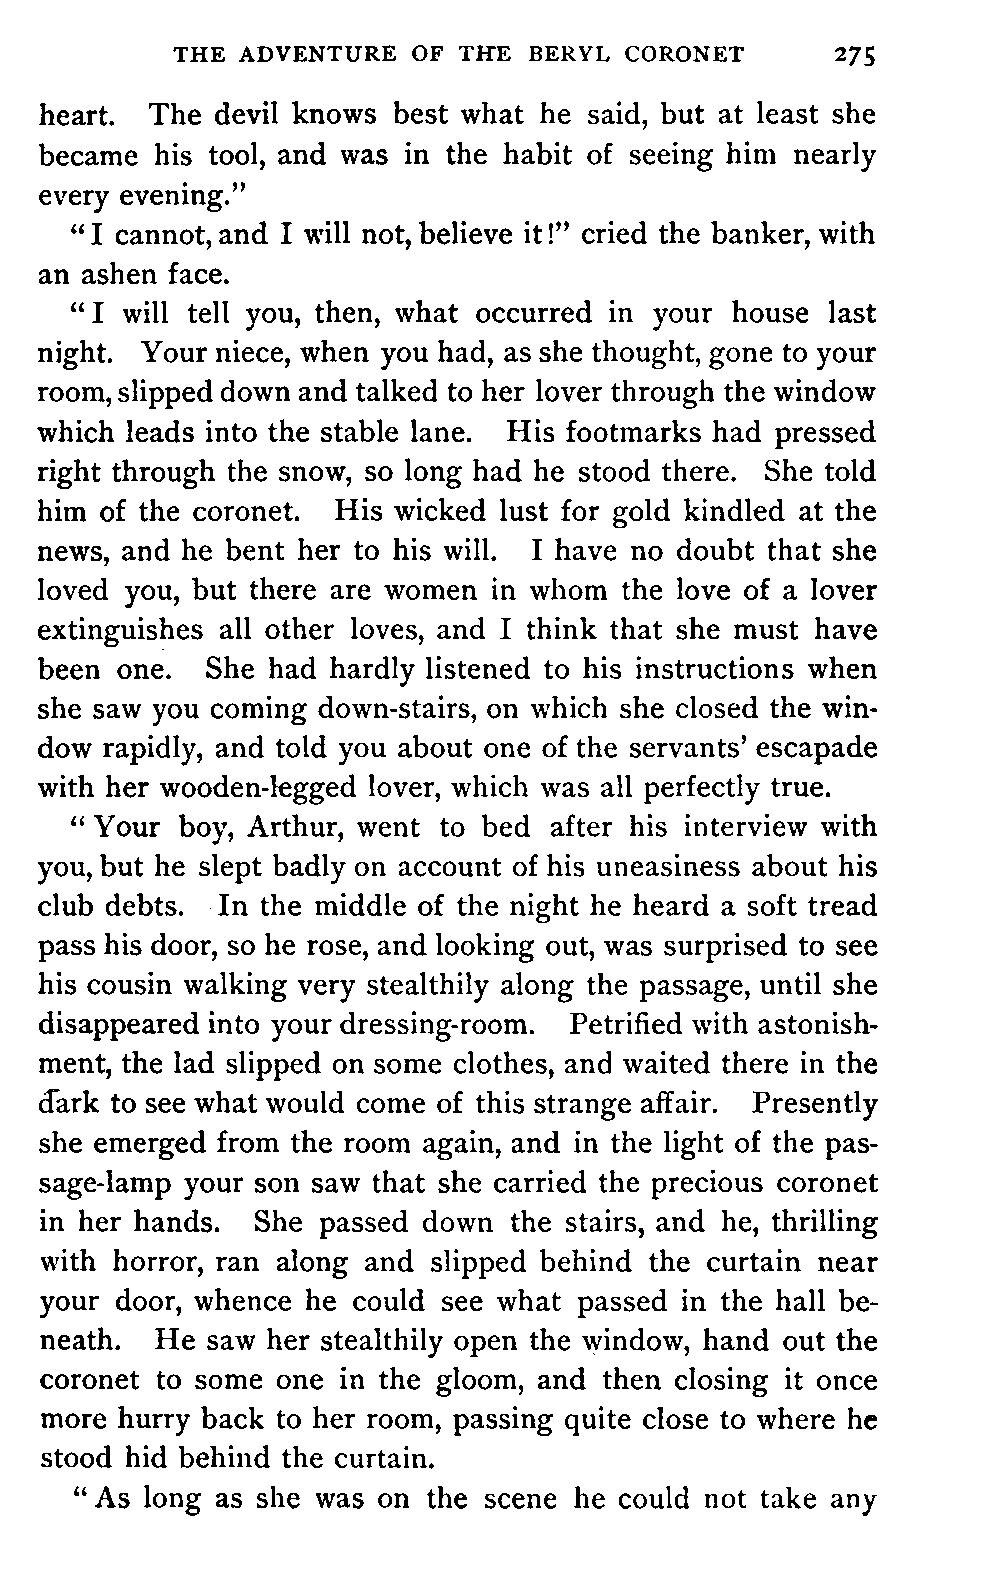 THE ADVENTURE OF THE BERYL CORONET 275
heart. The devil knows best what he said, but at least she
became his tool, and was in the habit of seeing him nearly
every evening."
"I cannot, and I will not, believe it!" cried the banker, with
an ashen face.
"I will tell you, then, what occurred in your house last
night. Your niece, when you had, as she thought, gone to your
room, slipped down and talked to her lover through the window
which leads into the stable lane. His footmarks had pressed
right through the snow, so long had he stood there. She told
him of the coronet. His wicked lust for gold kindled at the
news, and he bent her to his will. I have no doubt that she
loved you, but there are women in whom the love of a lover
extinguishes all other loves, and I think that she must have
been one. She had hardly listened to his instructions when
she saw you coming down-stairs, on which she closed the win-
dow rapidly, and told you about one of the servants' escapade
with her wooden-legged lover, which was all perfectly true.
"Your boy, Arthur, went to bed after his interview with
you, but he slept badly on account of his uneasiness about his
club debts. In the middle of the night he heard a soft tread
pass his door, so he rose, and looking out, was surprised to see
his cousin walking very stealthily along the passage, until she
disappeared into your dressing-room. Petrified with astonish-
ment, the lad slipped on some clothes, and waited there in the
dark to see what would come of this strange affair. Presently
she emerged from the room again, and in the light of the pas-
sage-lamp your son saw that she carried the precious coronet
in her hands. She passed down the stairs, and he, thrilling
with horror, ran along and slipped behind the curtain near
your door, whence he could see what passed in the hall be-
neath. He saw her stealthily open the window, hand out the
coronet to some one in the gloom, and then closing it once
more hurry back to her room, passing quite close to where he
stood hid behind the curtain.
"As long as she was on the scene he could not take any